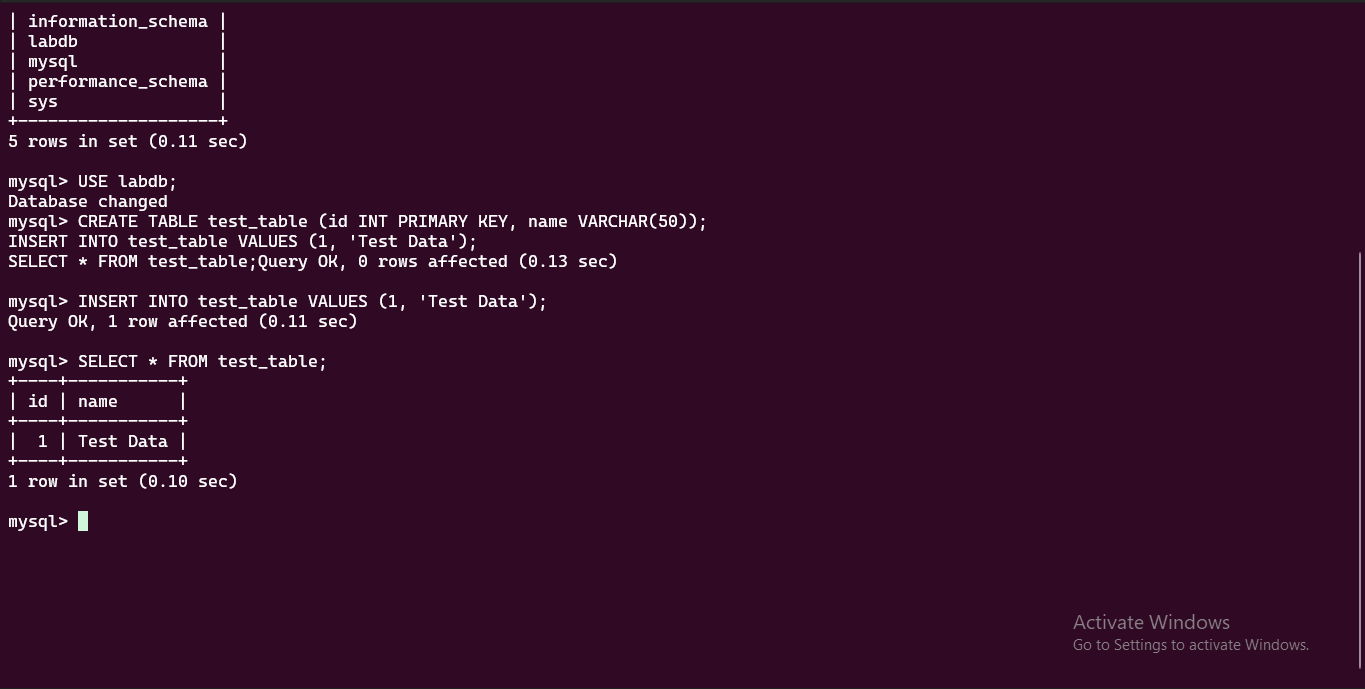 | information_schema |
| labdb              |
| mysql              |
| performance_schema |
| sys                |
+--------------------+
5 rows in set (0.11 sec)

mysql> USE labdb;
Database changed
mysql> CREATE TABLE test_table (id INT PRIMARY KEY, name VARCHAR(50));
INSERT INTO test_table VALUES (1, 'Test Data');
SELECT * FROM test_table;Query OK, 0 rows affected (0.13 sec)

mysql> INSERT INTO test_table VALUES (1, 'Test Data');
Query OK, 1 row affected (0.11 sec)

mysql> SELECT * FROM test_table;
+----+-----------+
| id | name      |
+----+-----------+
|  1 | Test Data |
+----+-----------+
1 row in set (0.10 sec)

mysql>
Activate Windows
Go to Settings to activate Windows.